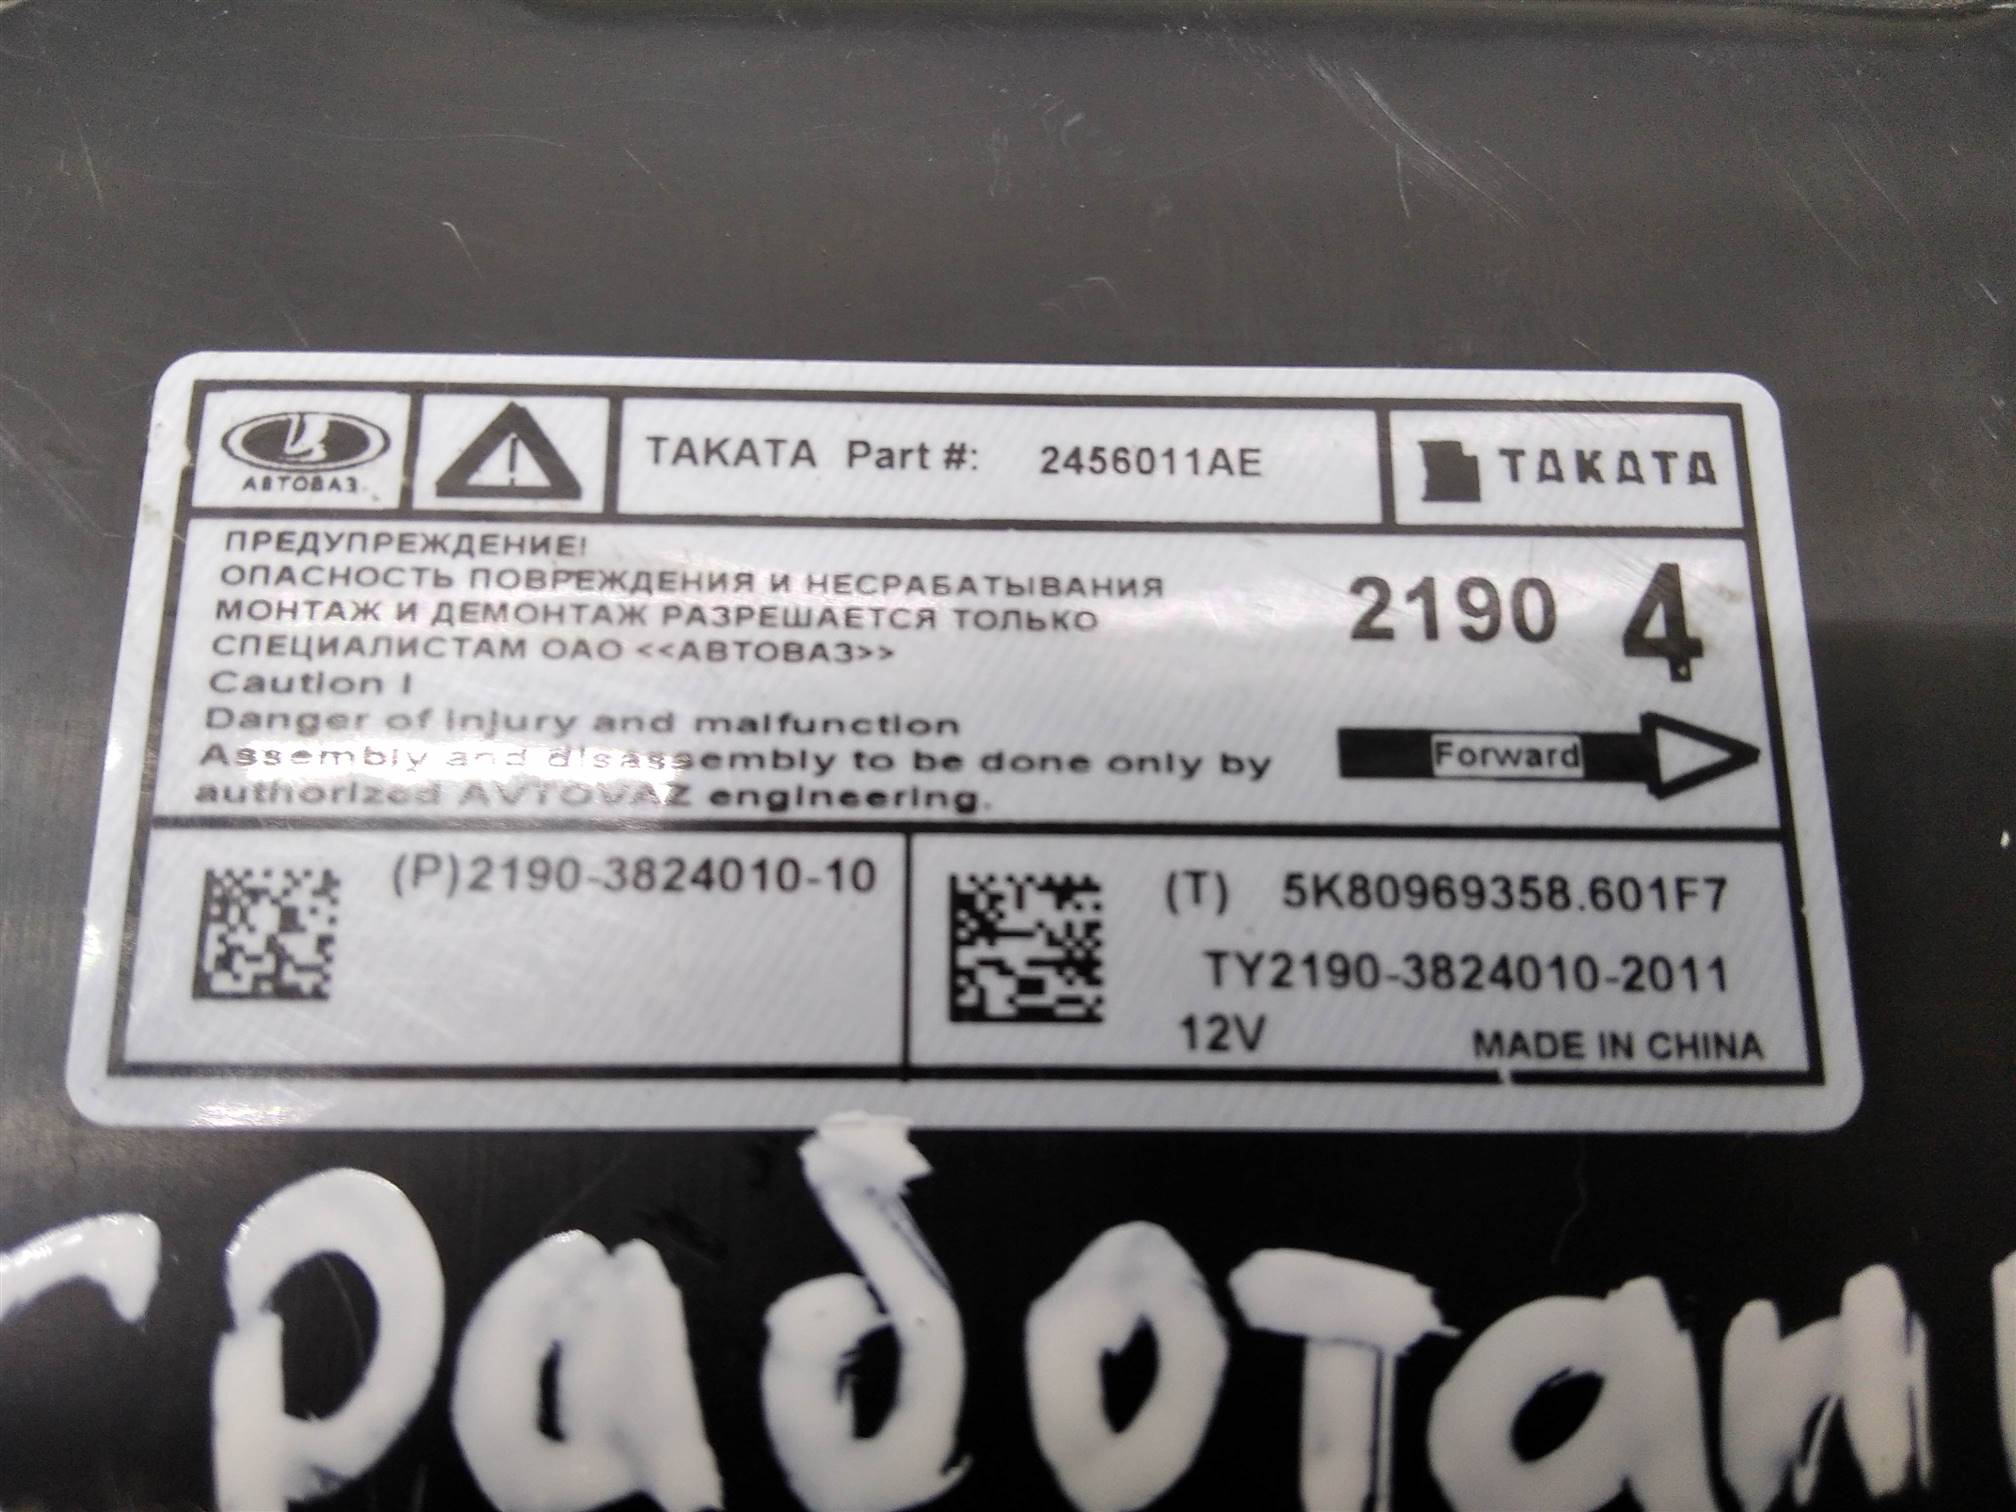 АВТОВАЗ
TAKATA Part #: 2456011AE
TAKATA
ПРЕДУПРЕЖДЕНИЕ!
ОПАСНОСТЬ ПОВРЕЖДЕНИЯ И НЕСРАБАТЫВАНИЯ
МОНТАЖ И ДЕМОНТАЖ РАЗРЕШАЕТСЯ ТОЛЬКО
СПЕЦИАЛИСТАМ ОАО <<АВТОВАЗ>>
Caution !
Danger of injury and malfunction
Assembly and disassembly to be done only by
authorized AVTOVAZ engineering.
2190 4
Forward
(P)2190-3824010-10
(T) 5K80969358.601F7
TY2190-3824010-2011
12V MADE IN CHINA